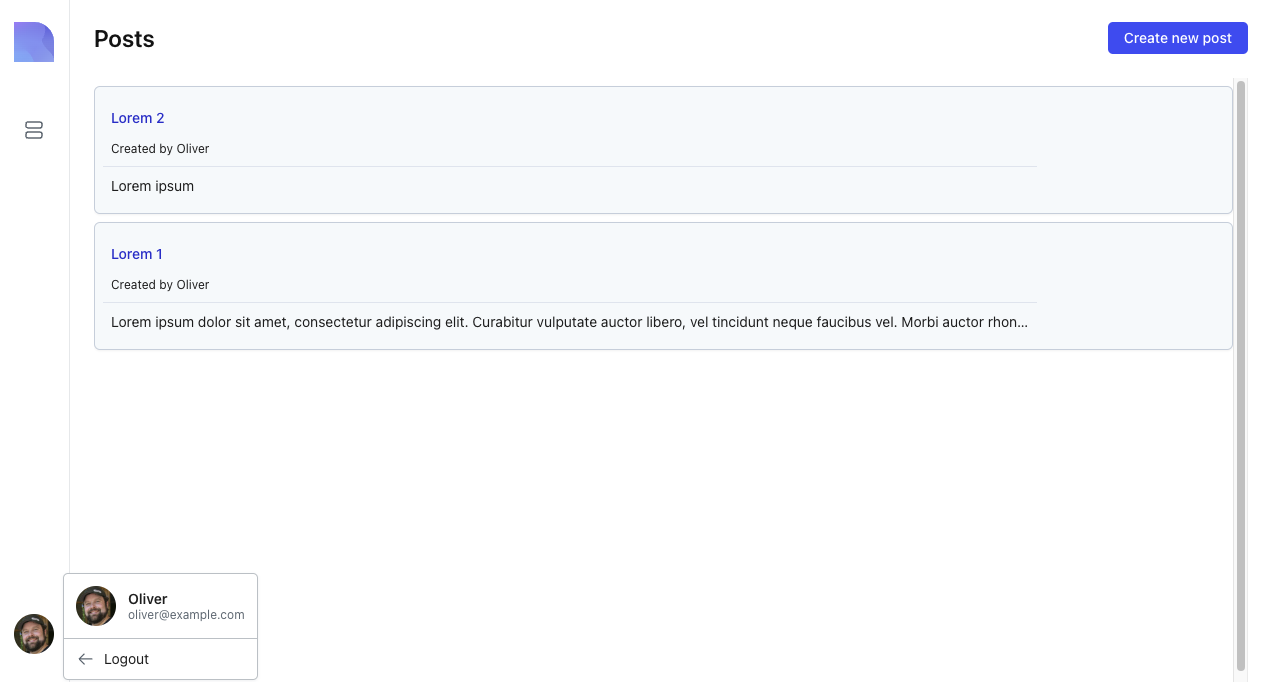 Posts
Create new post
Lorem 2
Created by Oliver
Lorem ipsum
Lorem 1
Created by Oliver
Lorem ipsum dolor sit amet, consectetur adipiscing elit. Curabitur vulputate auctor libero, vel tincidunt neque faucibus vel. Morbi auctor rhon...
Oliver
oliver@example.com
Logout